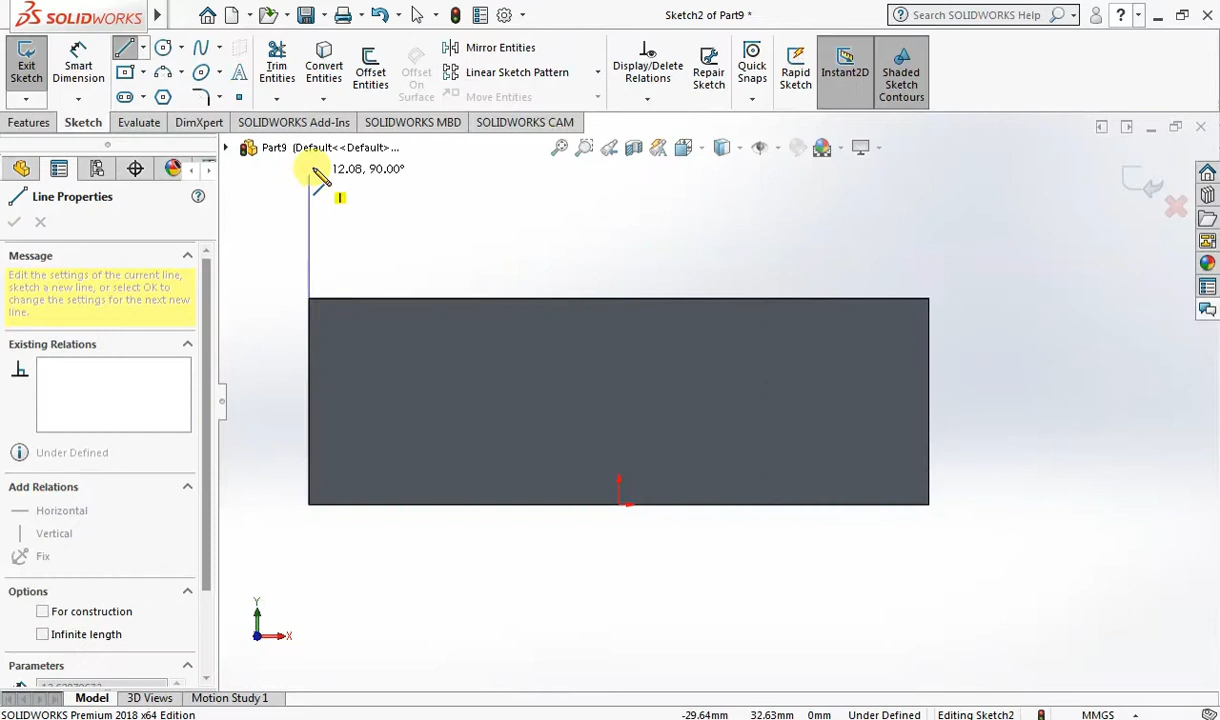 SOLIDWORKS
Sketch2 of Part9 *
Search SOLIDWORKS Help
Exit Sketch
Smart Dimension
Trim Entities
Convert Entities
Offset Entities
Offset On Surface
Mirror Entities
Linear Sketch Pattern
Move Entities
Display/Delete Relations
Repair Sketch
Quick Snaps
Rapid Sketch
Instant2D
Shaded Sketch Contours
Features
Sketch
Evaluate
DimXpert
SOLIDWORKS Add-Ins
SOLIDWORKS MBD
SOLIDWORKS CAM
Part9 (Default<<Default>...
12.08, 90.00°
Line Properties
Message
Edit the settings of the current line,
sketch a new line, or select OK to
change the settings for the next new
line.
Existing Relations
Under Defined
Add Relations
Horizontal
Vertical
Fix
Options
For construction
Infinite length
Parameters
Y
X
Model
3D Views
Motion Study 1
SOLIDWORKS Premium 2018 x64 Edition
-29.64mm
32.63mm
0mm
Under Defined
Editing Sketch2
MMGS